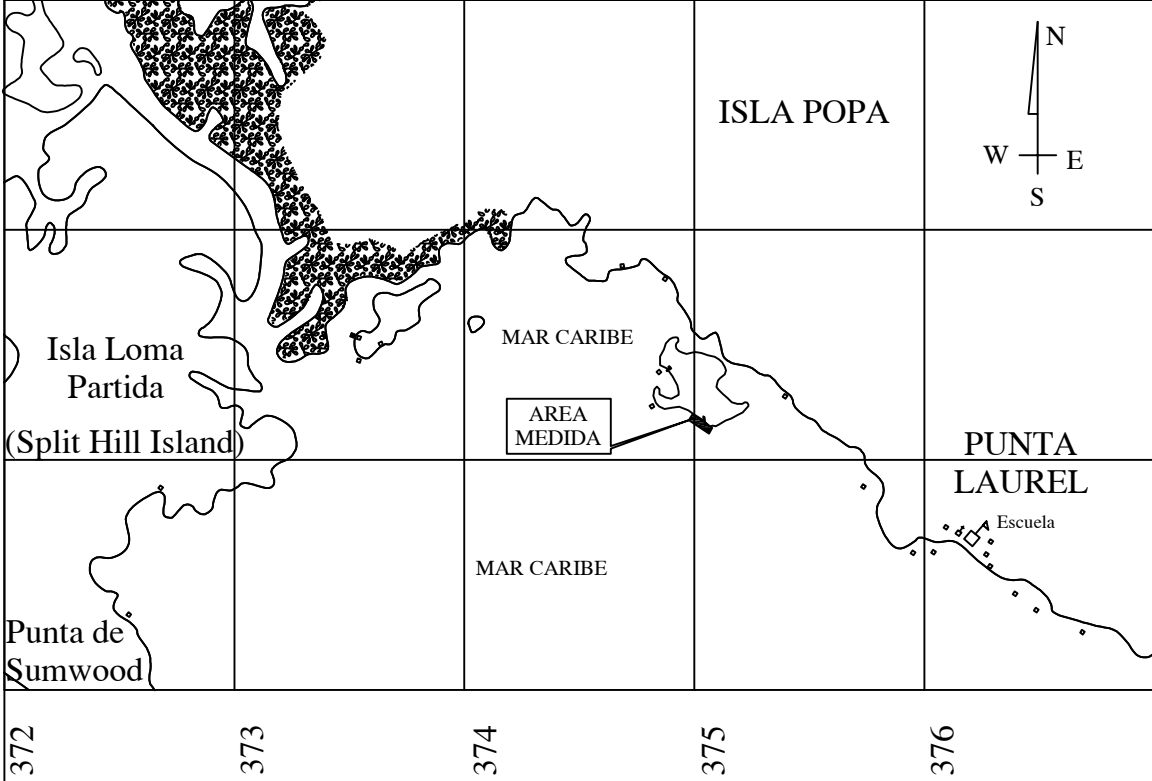 N
ISLA POPA
W
E
S
MAR CARIBE
Isla Loma
Partida
(Split Hill Island)
AREA
MEDIDA
PUNTA
LAUREL
Escuela
MAR CARIBE
Punta de
Sumwood
372
373
374
375
376